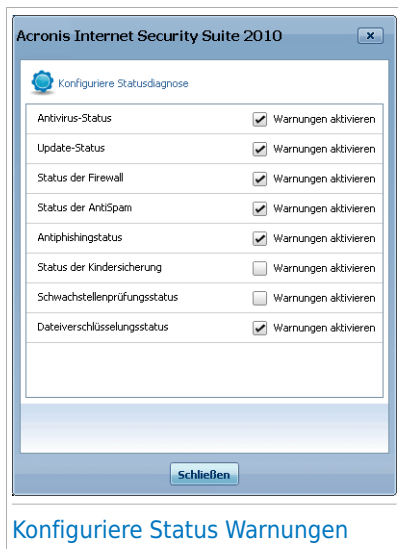 Acronis Internet Security Suite 2010
Konfiguriere Statusdiagnose
Antivirus-Status Warnungen aktivieren
Update-Status Warnungen aktivieren
Status der Firewall Warnungen aktivieren
Status der AntiSpam Warnungen aktivieren
Antiphishingstatus Warnungen aktivieren
Status der Kindersicherung Warnungen aktivieren
Schwachstellenprüfungsstatus Warnungen aktivieren
Dateiverschlüsselungsstatus Warnungen aktivieren
Schließen
Konfiguriere Status Warnungen